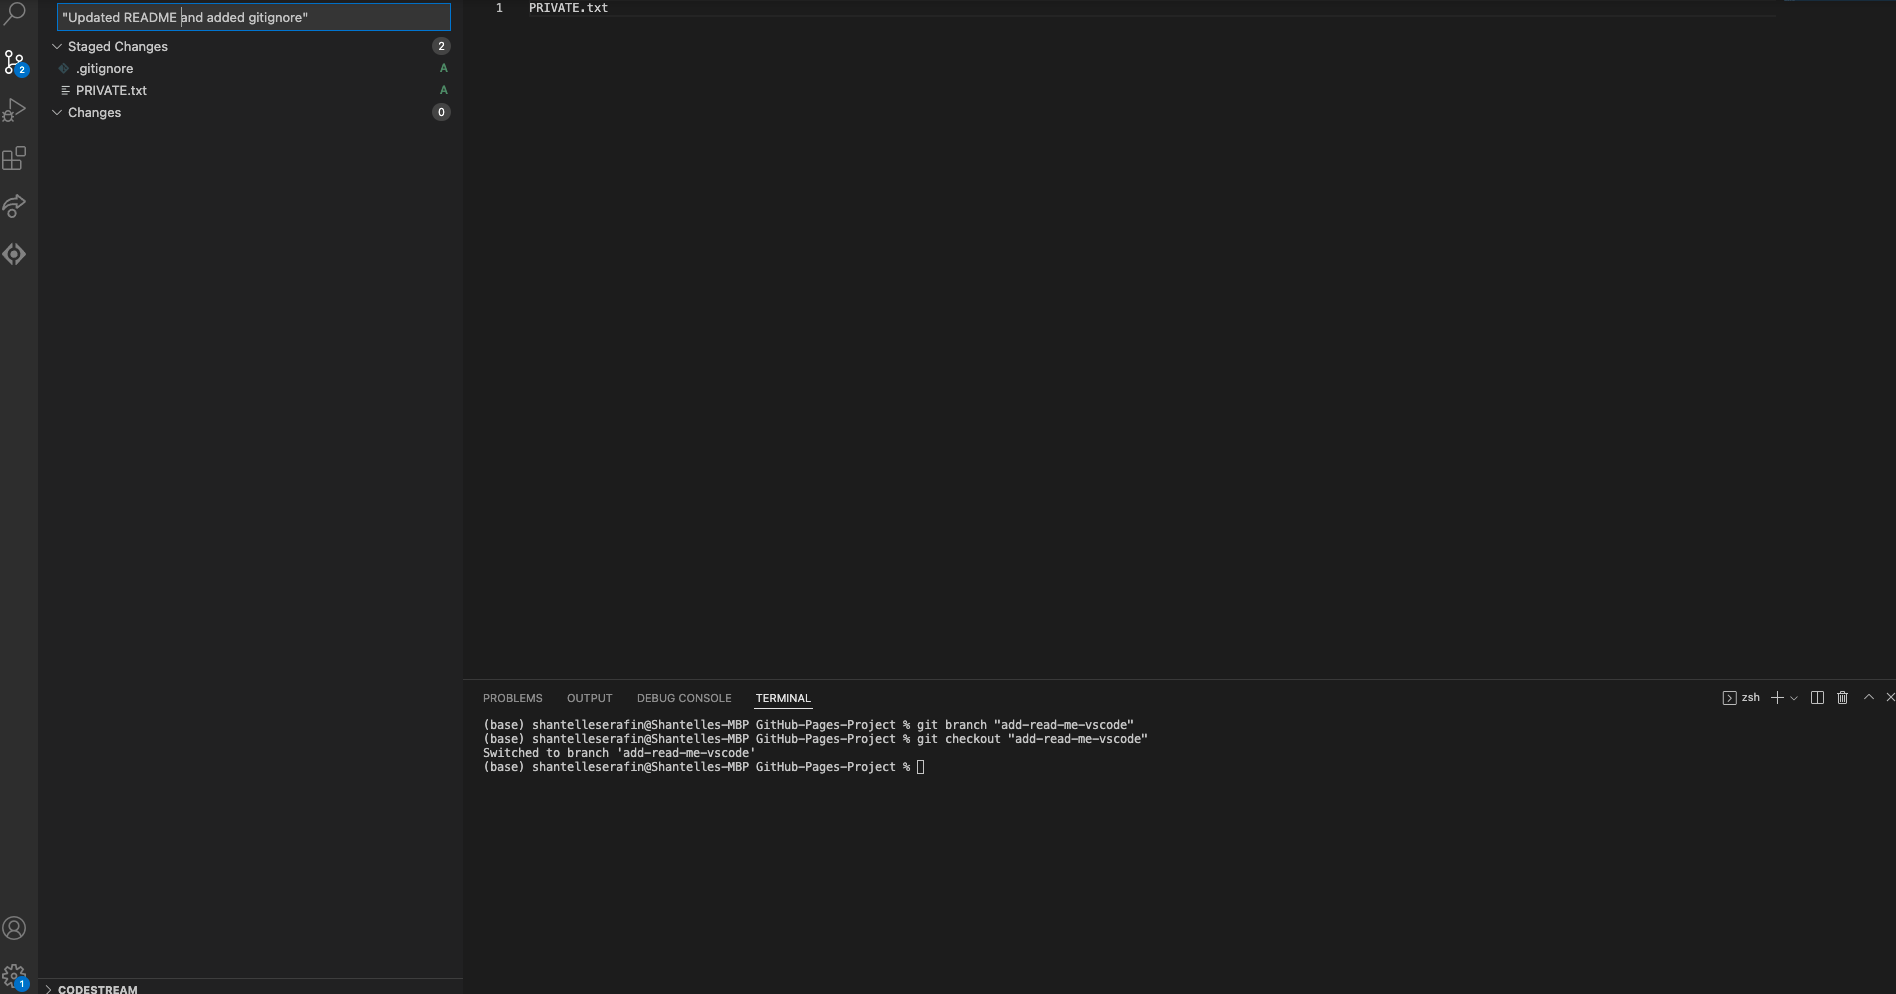 "Updated README and added gitignore"
Staged Changes 2
.gitignore A
PRIVATE.txt A
Changes 0
2
1
CODESTREAM
1 PRIVATE.txt
PROBLEMS OUTPUT DEBUG CONSOLE TERMINAL zsh
(base) shantelleserafin@Shantelles-MBP GitHub-Pages-Project % git branch "add-read-me-vscode"
(base) shantelleserafin@Shantelles-MBP GitHub-Pages-Project % git checkout "add-read-me-vscode"
Switched to branch 'add-read-me-vscode'
(base) shantelleserafin@Shantelles-MBP GitHub-Pages-Project %